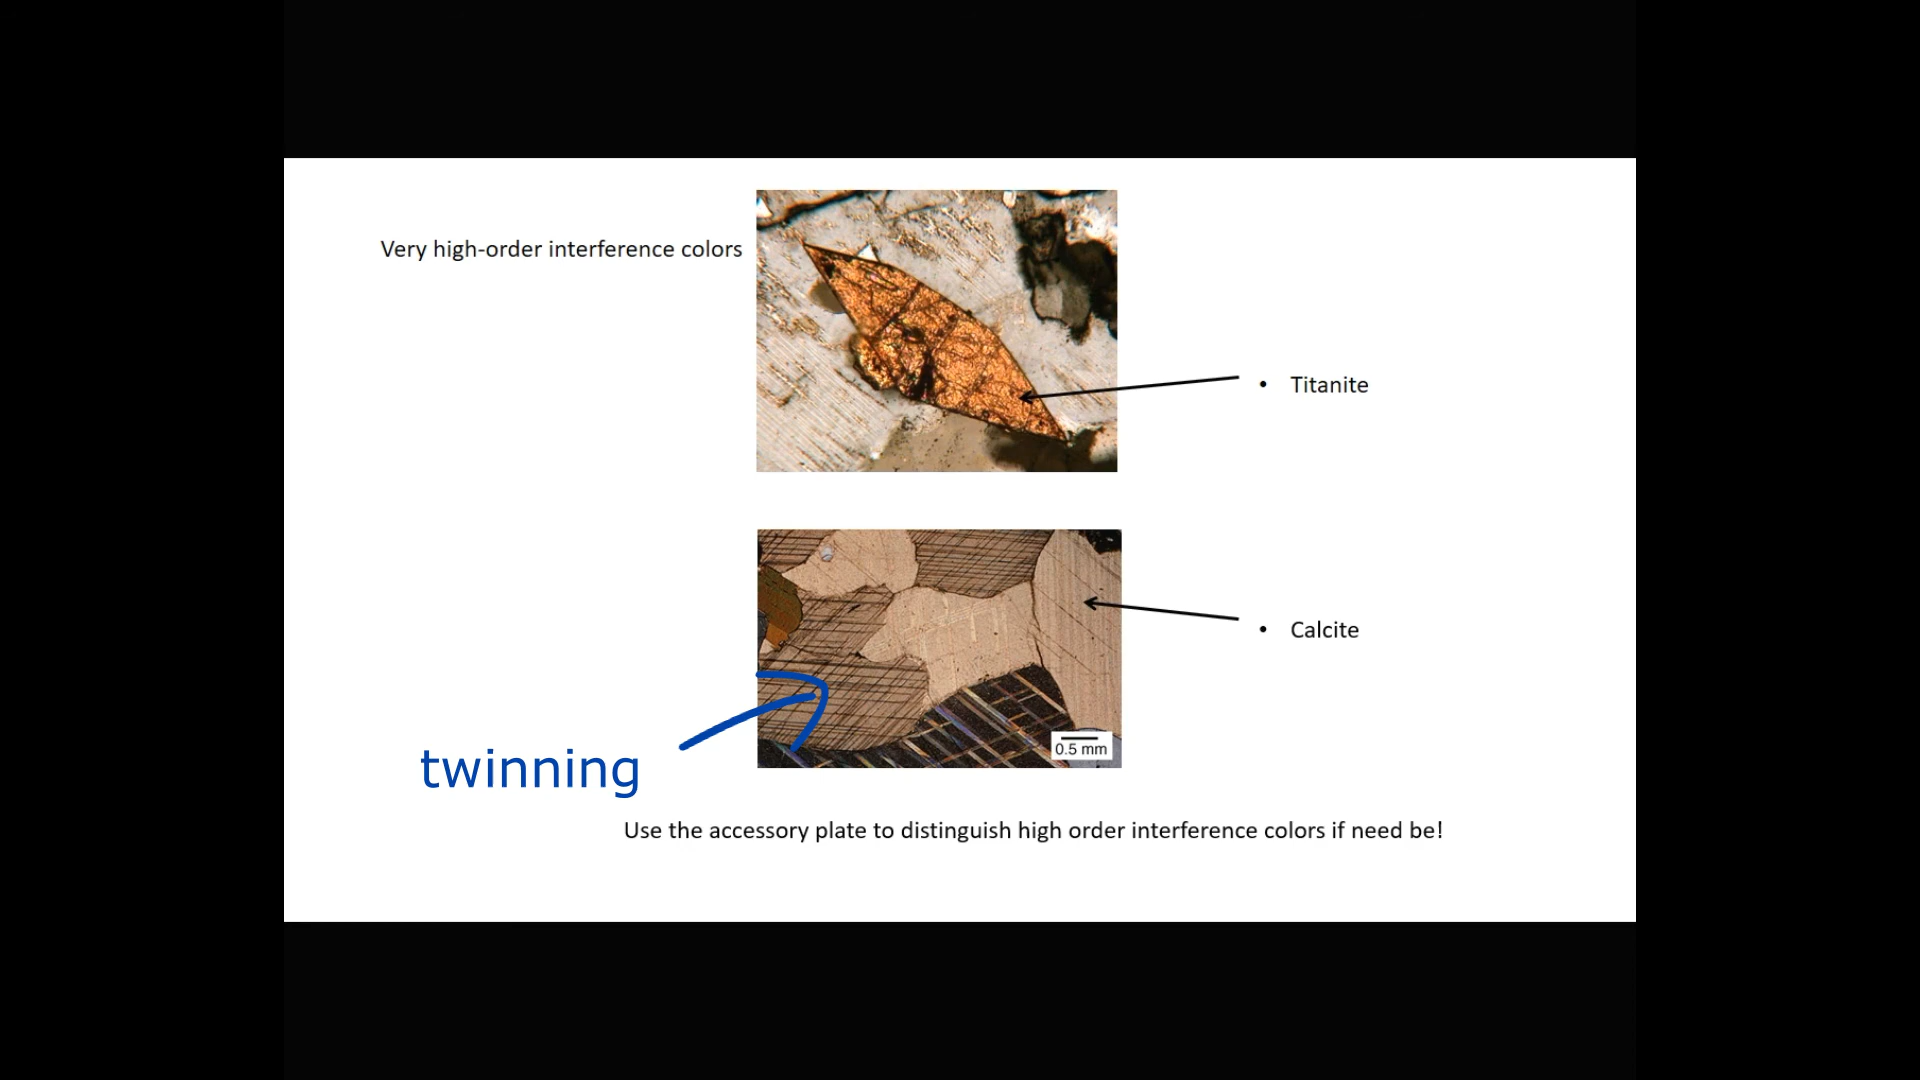 Very high-order interference colors
• Titanite
• Calcite
0.5 mm
twinning
Use the accessory plate to distinguish high order interference colors if need be!